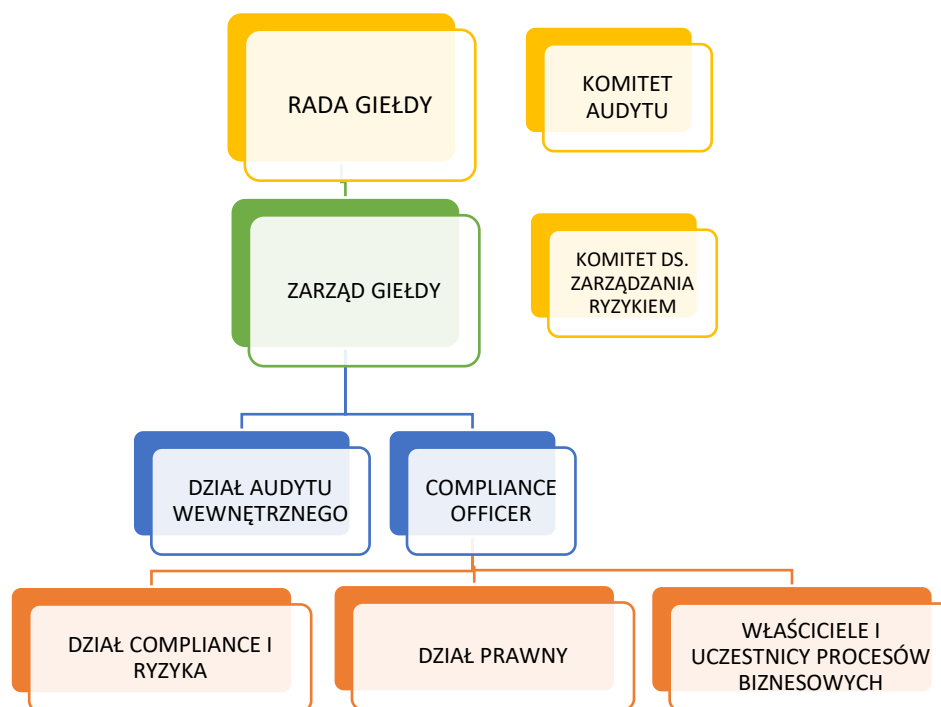 RADA GIEŁDY
KOMITET
AUDYTU
ZARZĄD GIEŁDY
KOMITET DS.
ZARZĄDZANIA
RYZYKIEM
DZIAŁ AUDYTU
WEWNĘTRZNEGO
COMPLIANCE
OFFICER
DZIAŁ COMPLIANCE I
RYZYKA
DZIAŁ PRAWNY
WŁAŚCICIELE I
UCZESTNICY PROCESÓW
BIZNESOWYCH